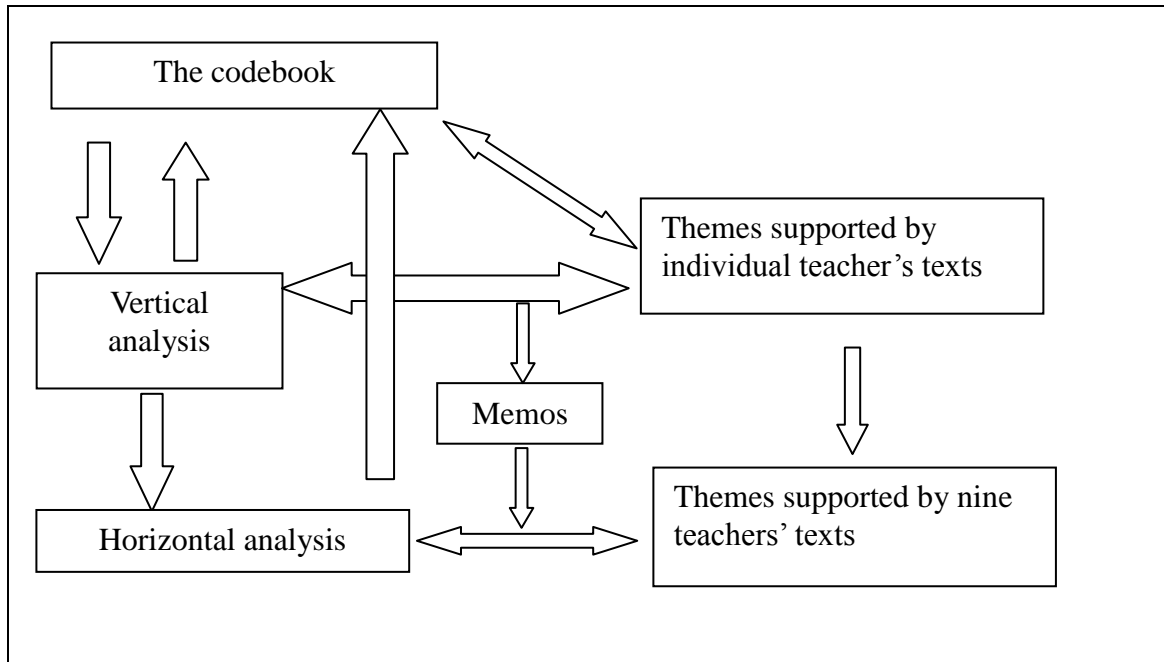 The codebook
Themes supported by
individual teacher’s texts
Vertical
analysis
Memos
Themes supported by nine
teachers’ texts
Horizontal analysis